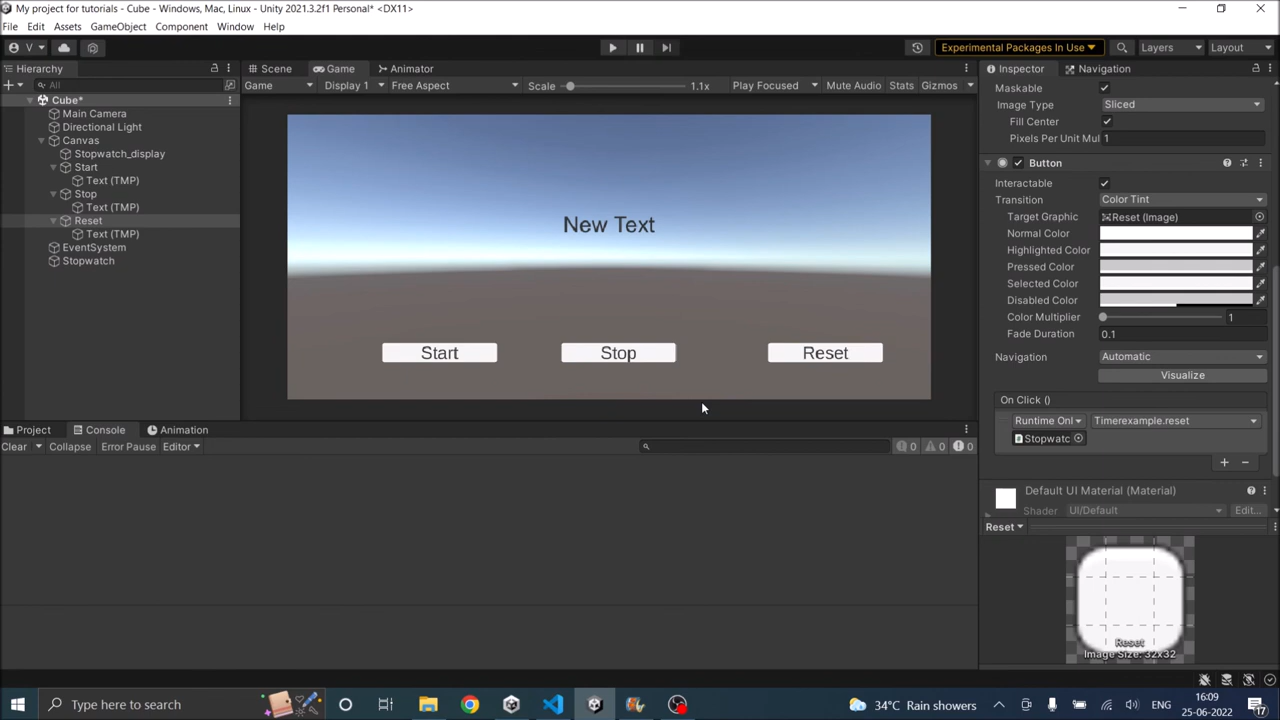 My project for tutorials - Cube - Windows, Mac, Linux - Unity 2021.3.2f1 Personal* <DX11>
File Edit Assets GameObject Component Window Help
V Experimental Packages In Use Layers Layout
Hierarchy
All
Cube*
Main Camera
Directional Light
Canvas
Stopwatch_display
Start
Text (TMP)
Stop
Text (TMP)
Reset
Text (TMP)
EventSystem
Stopwatch
Scene Game Animator
Game Display 1 Free Aspect Scale 1.1x Play Focused Mute Audio Stats Gizmos
New Text
Start Stop Reset
Project Console Animation
Clear Collapse Error Pause Editor 0 0 0
Inspector Navigation
Maskable
Image Type Sliced
Fill Center
Pixels Per Unit Mul 1
Button
Interactable
Transition Color Tint
Target Graphic Reset (Image)
Normal Color
Highlighted Color
Pressed Color
Selected Color
Disabled Color
Color Multiplier 1
Fade Duration 0.1
Navigation Automatic
Visualize
On Click ()
Runtime Onl Timerexample.reset
Stopwatc
+ −
Default UI Material (Material)
Shader UI/Default Edit...
Reset
Reset
Image Size: 32x32
Type here to search 34°C Rain showers ENG 16:09
25-06-2022 17